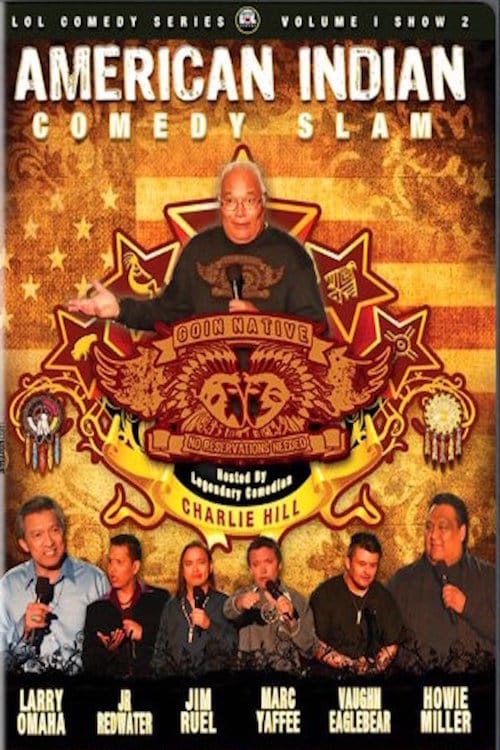 LOL COMEDY SERIES LOL VOLUME I SHOW 2
AMERICAN INDIAN
COMEDY SLAM
GOIN NATIVE
NO RESERVATIONS NEEDED
Hosted By
Legendary Comedian
CHARLIE HILL
LARRY OMAHA
JR REDWATER
JIM RUEL
MARC YAFFEE
VAUGHN EAGLEBEAR
HOWIE MILLER